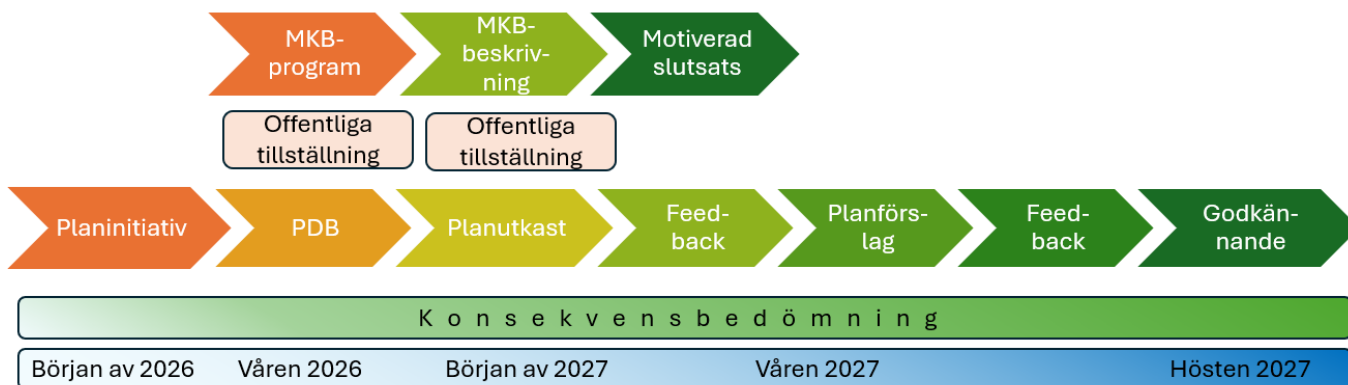 MKB-
program
MKB-
beskriv-
ning
Motiverad
slutsats
Offentliga
tillställning
Offentliga
tillställning
Planinitiativ
PDB
Planutkast
Feed-
back
Planförs-
lag
Feed-
back
Godkän-
nande
Konsekvensbedömning
Början av 2026
Våren 2026
Början av 2027
Våren 2027
Hösten 2027